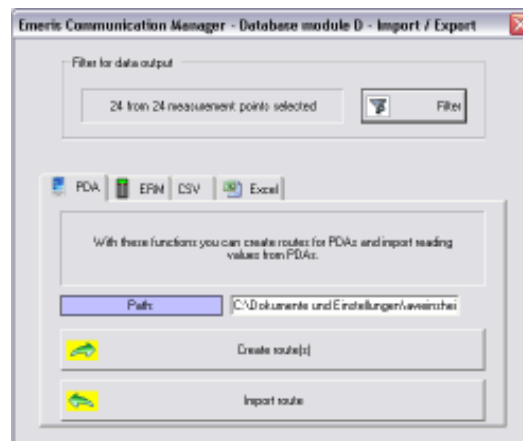 Emeris Communication Manager - Database module D - Import / Export
Filter for data output
24 from 24 measurement points selected
Filter
PDA
ERM
CSV
Excel
With these functions you can create routes for PDAs and import reading
values from PDAs.
Path:
C:\Dokumente und Einstellungen\
Create route(s)
Import route